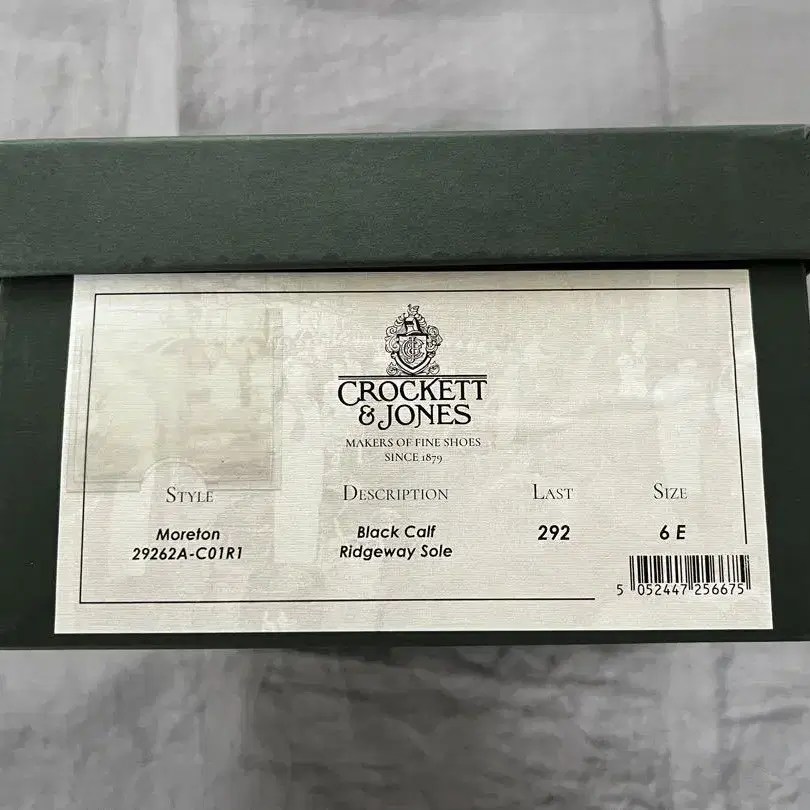 CROCKETT
& JONES
MAKERS OF FINE SHOES
SINCE 1879
STYLE DESCRIPTION LAST SIZE
Moreton Black Calf 292 6 E
29262A-C01R1 Ridgeway Sole
5 052447 256675